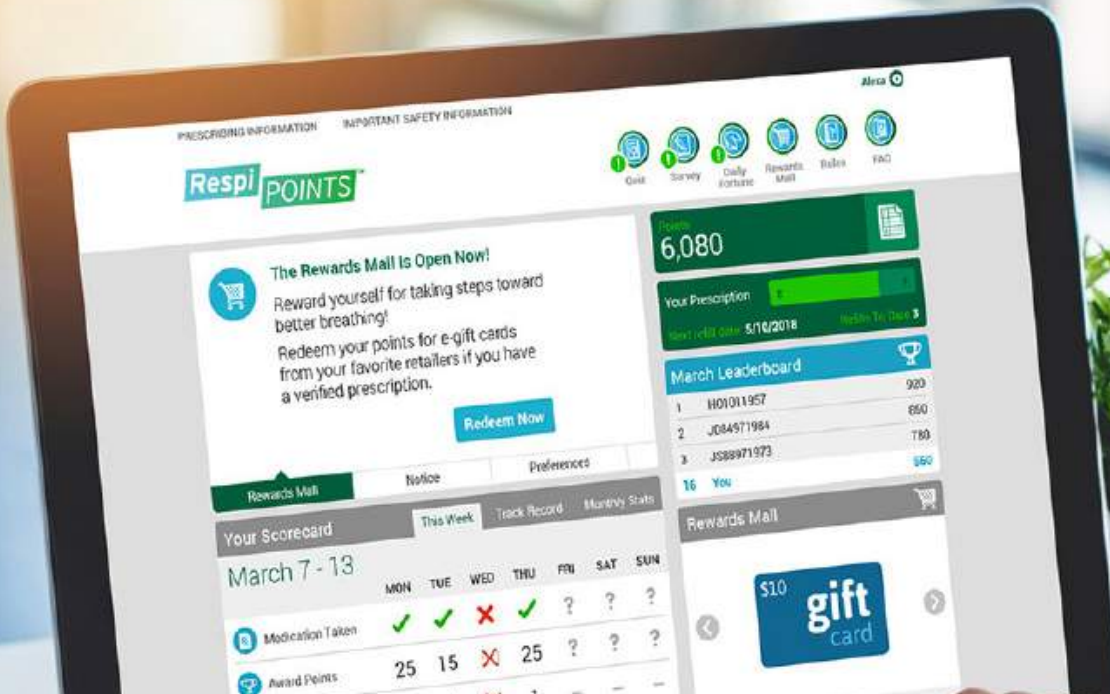 Alexa
PRESCRIBING INFORMATION IMPORTANT SAFETY INFORMATION
Respi POINTS™
Quiz Survey Daily Fortune Rewards Mall Rules FAQ
The Rewards Mall Is Open Now!
Reward yourself for taking steps toward
better breathing!
Redeem your points for e-gift cards
from your favorite retailers if you have
a verified prescription.
Redeem Now
Rewards Mall Notice Preferences
Points
6,080
Your Prescription
Next refill date 5/10/2018 Refills To Date 3
March Leaderboard
1 H01011957 920
2 JD84971984
3 JS88971973 780
16 You 560
Your Scorecard This Week Track Record Monthly Stats
March 7 - 13 MON TUE WED THU FRI SAT SUN
Medication Taken ✓ ✓ ✗ ✓ ? ? ?
Award Points 25 15 ✗ 25 ? ? ?
Rewards Mall
$10 gift
card